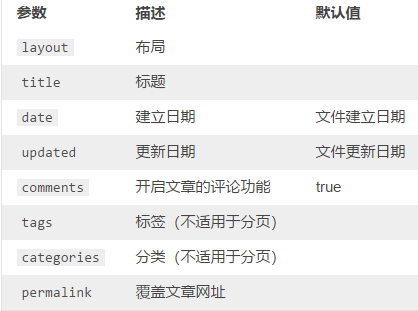 参数 描述 默认值
layout 布局
title 标题
date 建立日期 文件建立日期
updated 更新日期 文件更新日期
comments 开启文章的评论功能 true
tags 标签（不适用于分页）
categories 分类（不适用于分页）
permalink 覆盖文章网址